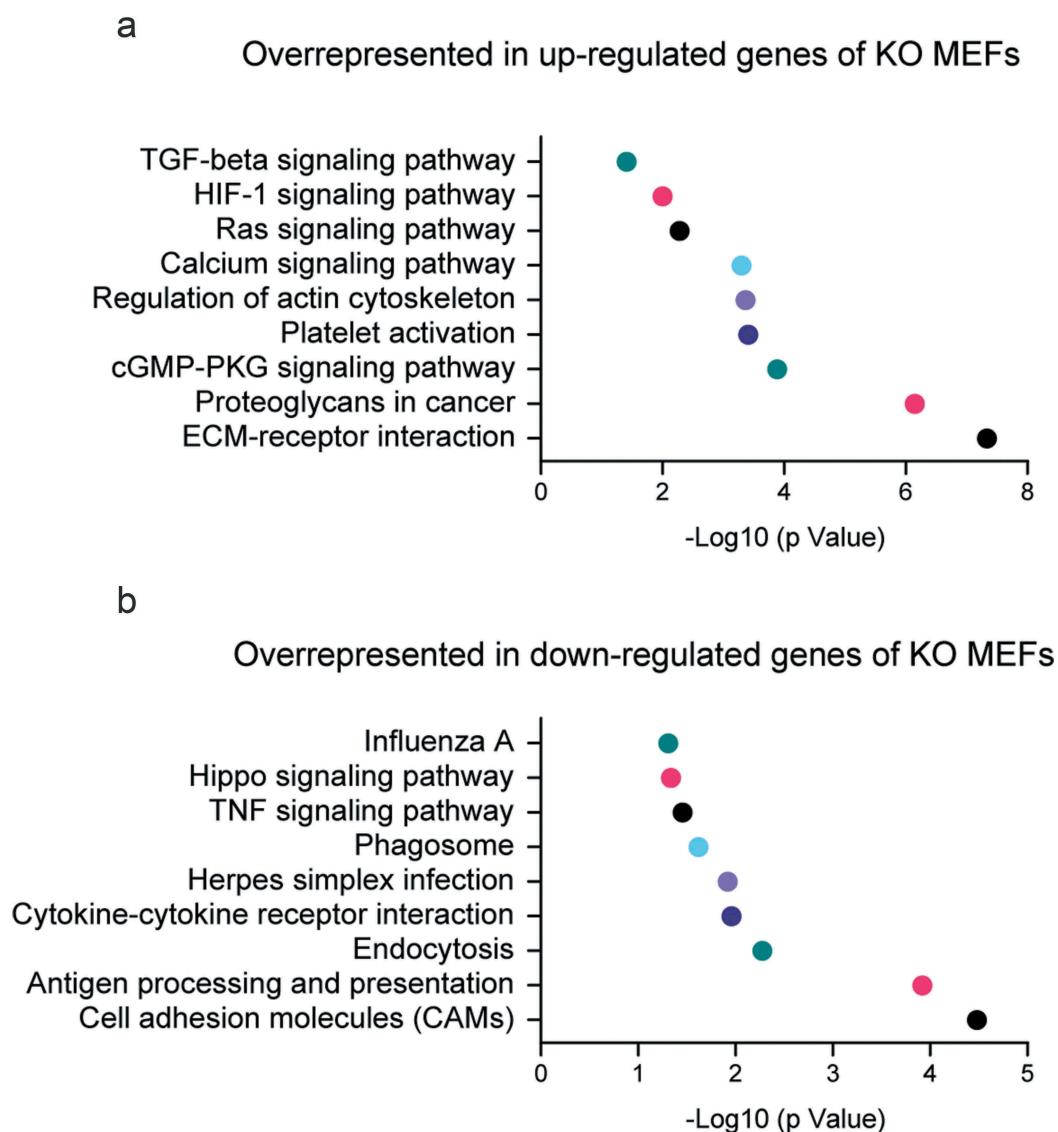 a
Overrepresented in up-regulated genes of KO MEFs
TGF-beta signaling pathway
HIF-1 signaling pathway
Ras signaling pathway
Calcium signaling pathway
Regulation of actin cytoskeleton
Platelet activation
cGMP-PKG signaling pathway
Proteoglycans in cancer
ECM-receptor interaction
0 2 4 6 8
-Log10 (p Value)
b
Overrepresented in down-regulated genes of KO MEFs
Influenza A
Hippo signaling pathway
TNF signaling pathway
Phagosome
Herpes simplex infection
Cytokine-cytokine receptor interaction
Endocytosis
Antigen processing and presentation
Cell adhesion molecules (CAMs)
0 1 2 3 4 5
-Log10 (p Value)